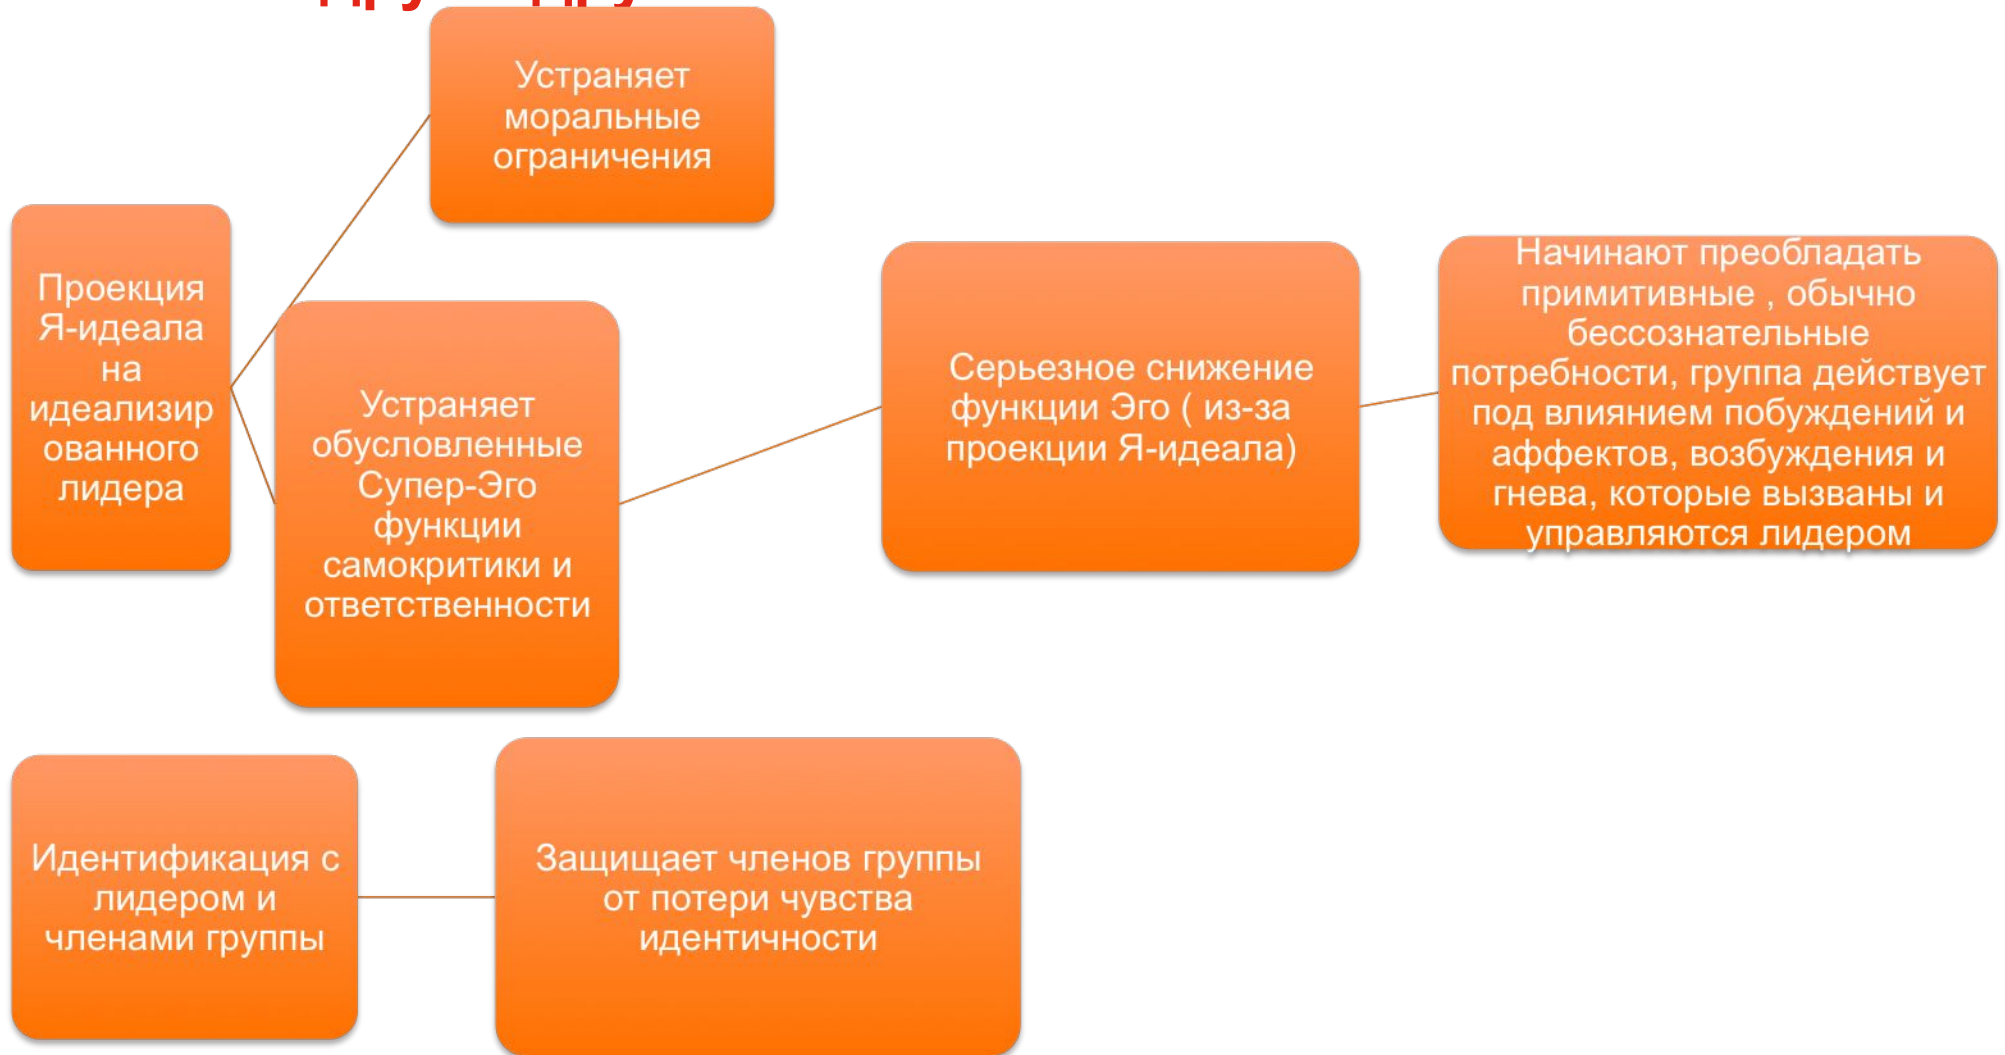 Устраняет
моральные
ограничения
Проекция
Я-идеала
на
идеализир
ованного
лидера
Устраняет
обусловленные
Супер-Эго
функции
самокритики и
ответственности
Серьезное снижение
функции Эго ( из-за
проекции Я-идеала)
Начинают преобладать
примитивные , обычно
бессознательные
потребности, группа действует
под влиянием побуждений и
аффектов, возбуждения и
гнева, которые вызваны и
управляются лидером
Идентификация с
лидером и
членами группы
Защищает членов группы
от потери чувства
идентичности